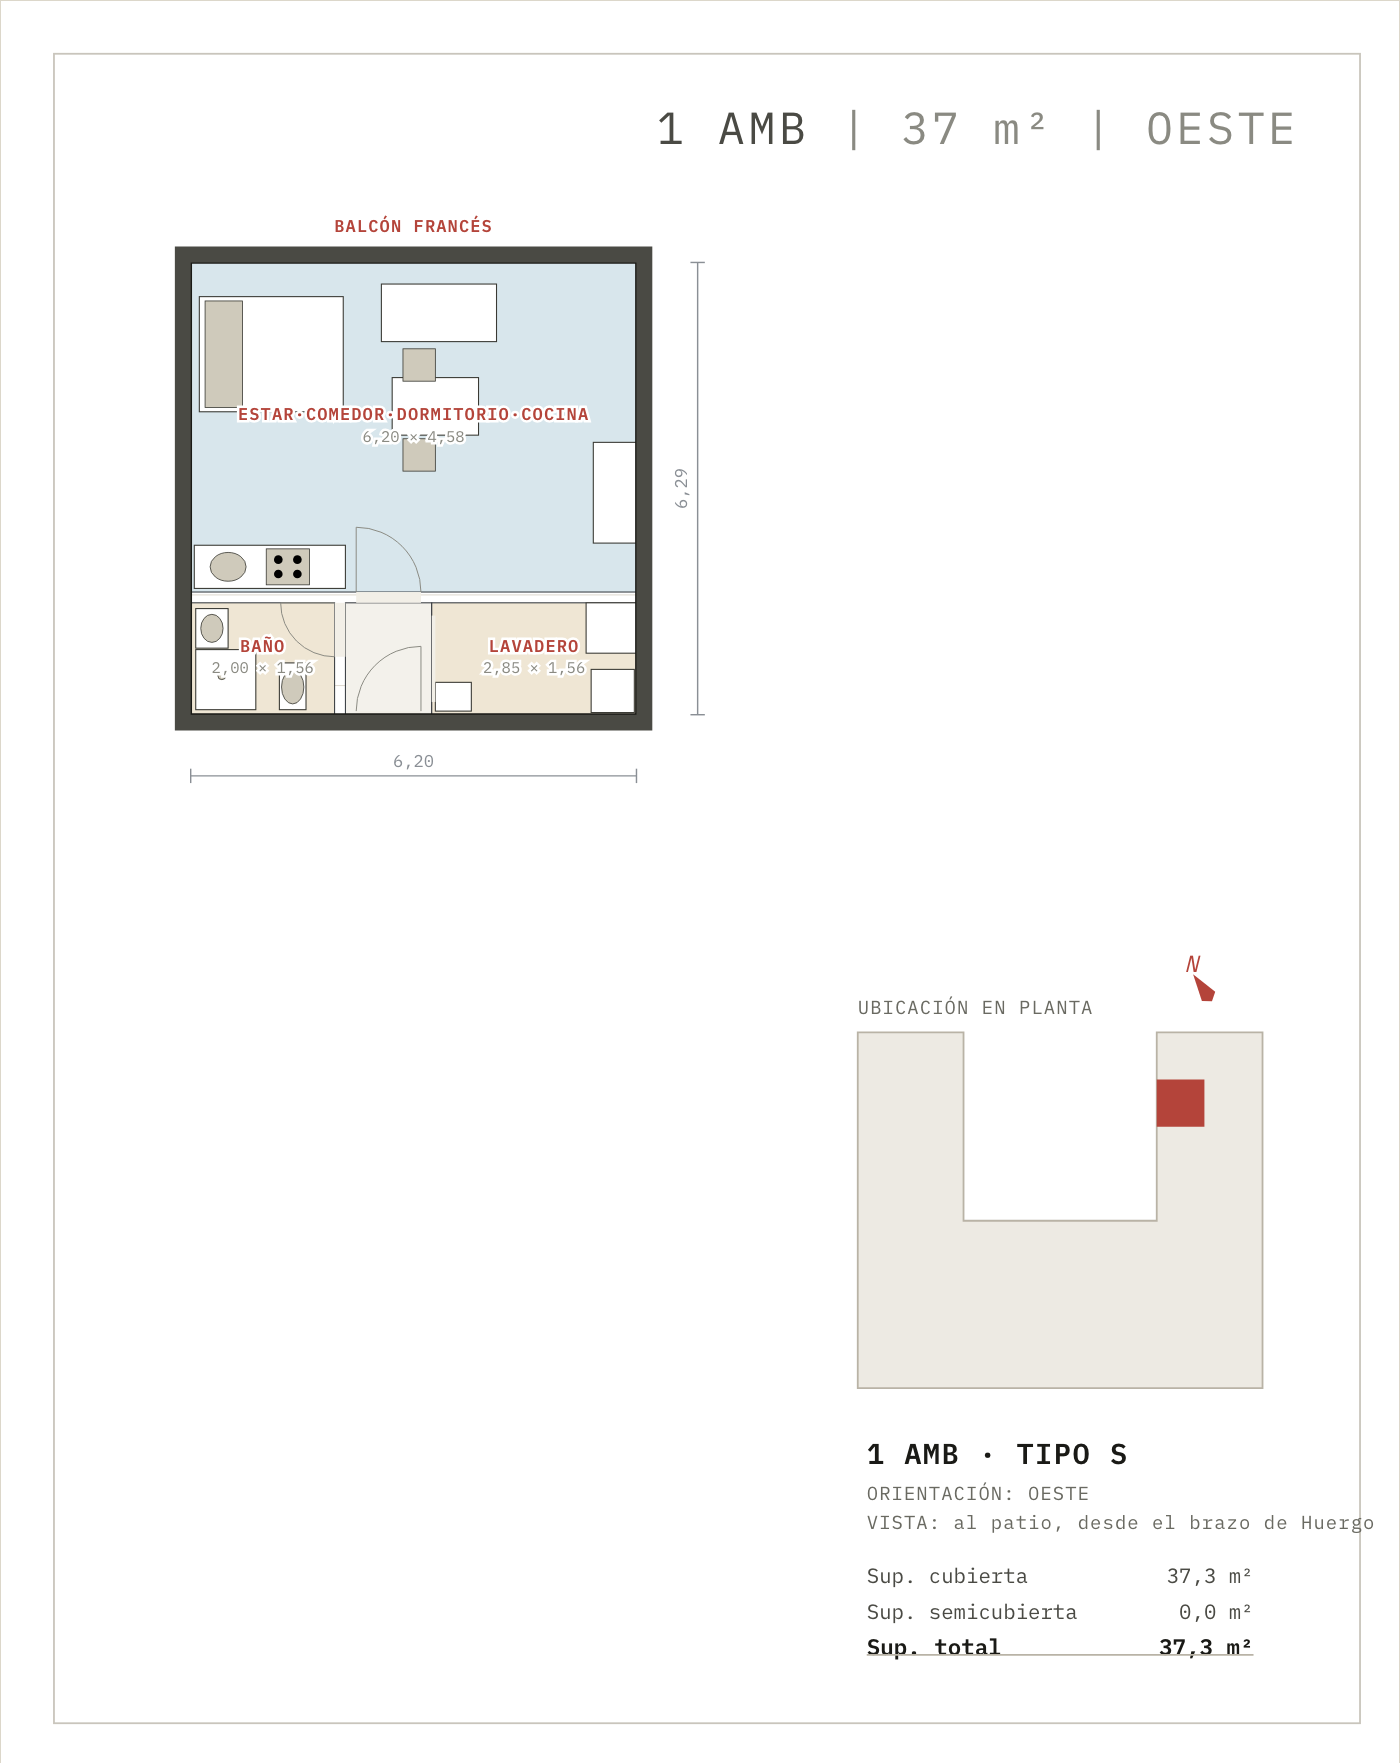 1 AMB | 37 m² | OESTE
BALCÓN FRANCÉS
ESTAR·COMEDOR·DORMITORIO·COCINA
6,20 × 4,58
6,29
BAÑO
2,00 × 1,56
LAVADERO
2,85 × 1,56
6,20
N
UBICACIÓN EN PLANTA
1 AMB · TIPO S
ORIENTACIÓN: OESTE
VISTA: al patio, desde el brazo de Huergo
Sup. cubierta 37,3 m²
Sup. semicubierta 0,0 m²
Sup. total 37,3 m²